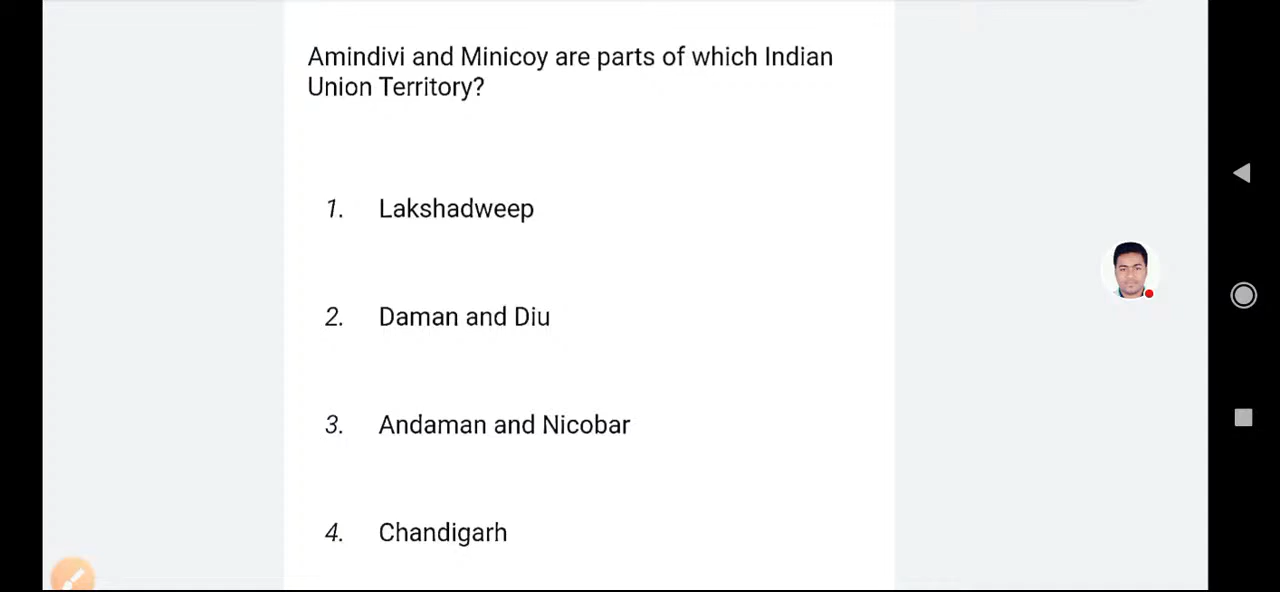 Amindivi and Minicoy are parts of which Indian
Union Territory?
1. Lakshadweep
2. Daman and Diu
3. Andaman and Nicobar
4. Chandigarh